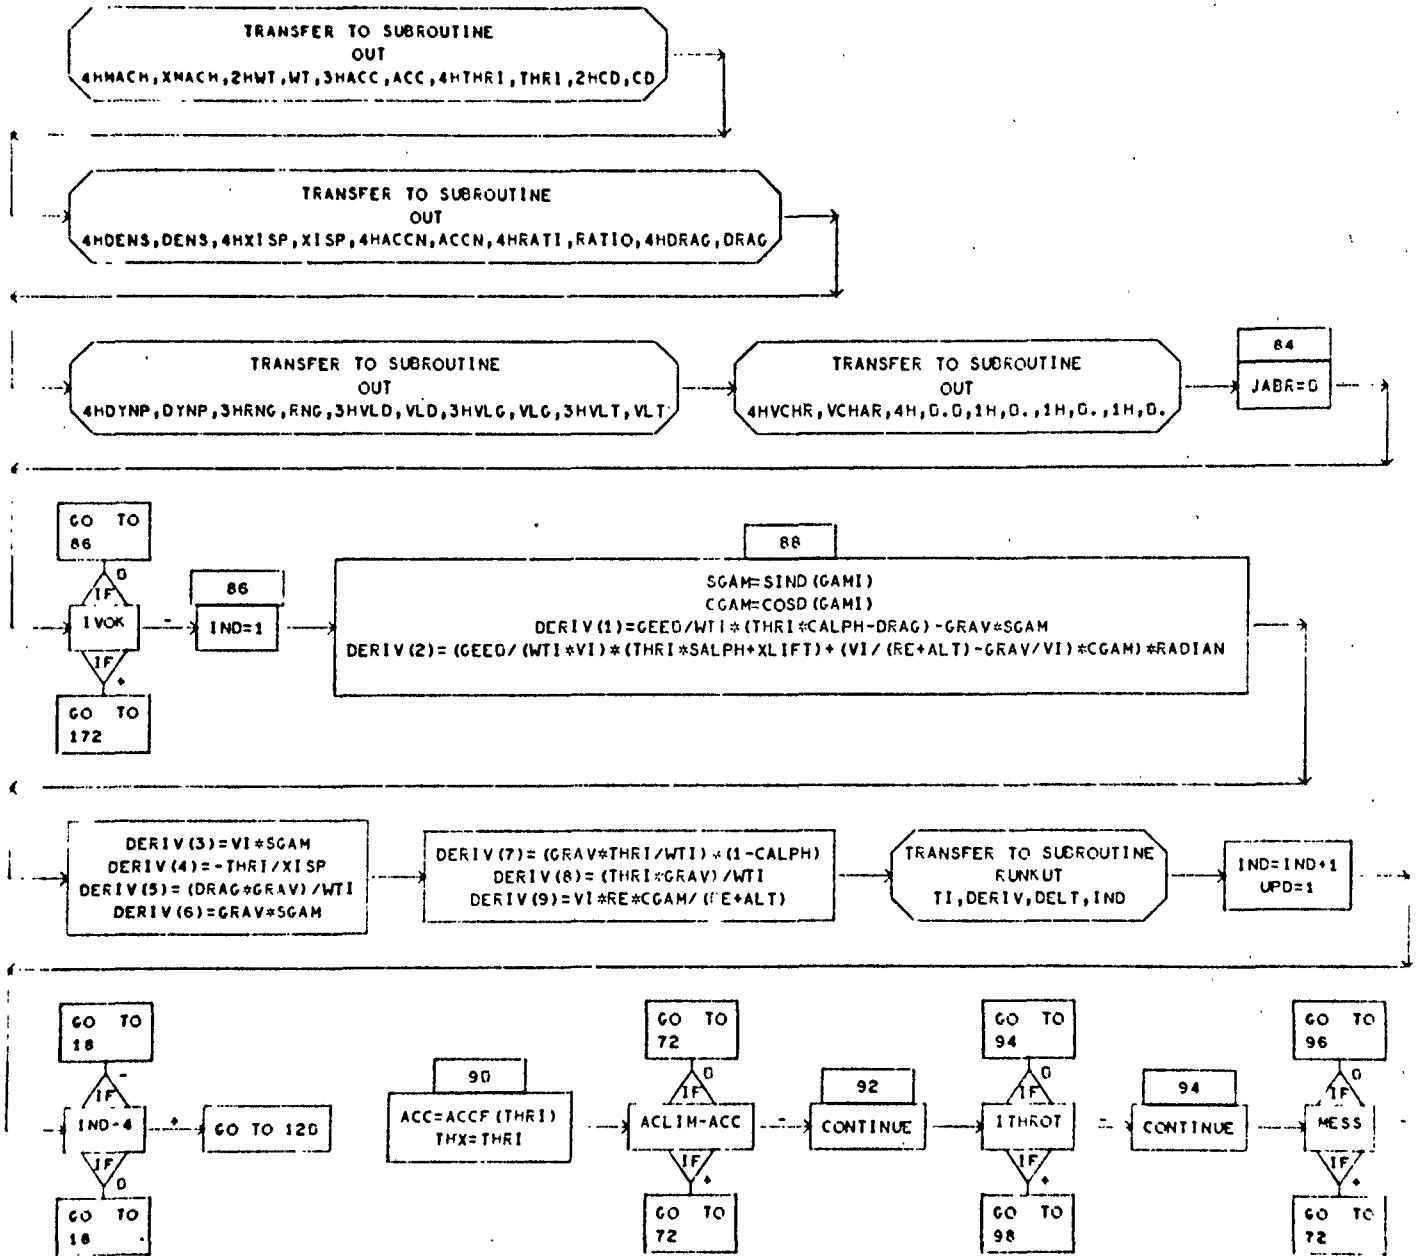 TRANSFER TO SUBROUTINE
OUT
4HMACH,XMACH,2HWT,WT,3HACC,ACC,4HTHRI,THRI,2HCD,CD
TRANSFER TO SUBROUTINE
OUT
4HDENS,DENS,4HXISP,XISP,4HACCN,ACCN,4HRATI,RATIO,4HDRAG,DRAG
TRANSFER TO SUBROUTINE
OUT
4HDYNP,DYNP,3HRNG,RNG,3HVLD,VLD,3HVLG,VLG,3HVLT,VLT
TRANSFER TO SUBROUTINE
OUT
4HVCHR,VCHAR,4H,0.0,1H,0.,1H,0.,1H,0.
84
JABR=0
GO TO
86
0
IF
IVOK
-
IF
+
GO TO
172
86
IND=1
88
SGAM=SIND(GAMI)
CGAM=COSD(GAMI)
DERIV(1)=GEEO/WTI*(THRI*CALPH-DRAG)-GRAV*SGAM
DERIV(2)=(GEEO/(WTI*VI)*(THRI*SALPH+XLIFT)+(VI/(RE+ALT)-GRAV/VI)*CGAM)*RADIAN
DERIV(3)=VI*SGAM
DERIV(4)=-THRI/XISP
DERIV(5)=(DRAG*GRAV)/WTI
DERIV(6)=GRAV*SGAM
DERIV(7)=(GRAV*THRI/WTI)*(1-CALPH)
DERIV(8)=(THRI*GRAV)/WTI
DERIV(9)=VI*RE*CGAM/(RE+ALT)
TRANSFER TO SUBROUTINE
RUNKUT
TI,DERIV,DELT,IND
IND=IND+1
UPD=1
GO TO
18
-
IF
IND-4
+
IF
0
GO TO
18
GO TO 120
90
ACC=ACCF(THRI)
THX=THRI
GO TO
72
0
IF
ACLIM-ACC
-
IF
+
GO TO
72
92
CONTINUE
GO TO
94
0
IF
ITHROT
-
IF
+
GO TO
98
94
CONTINUE
GO TO
96
0
IF
MESS
-
IF
+
GO TO
72